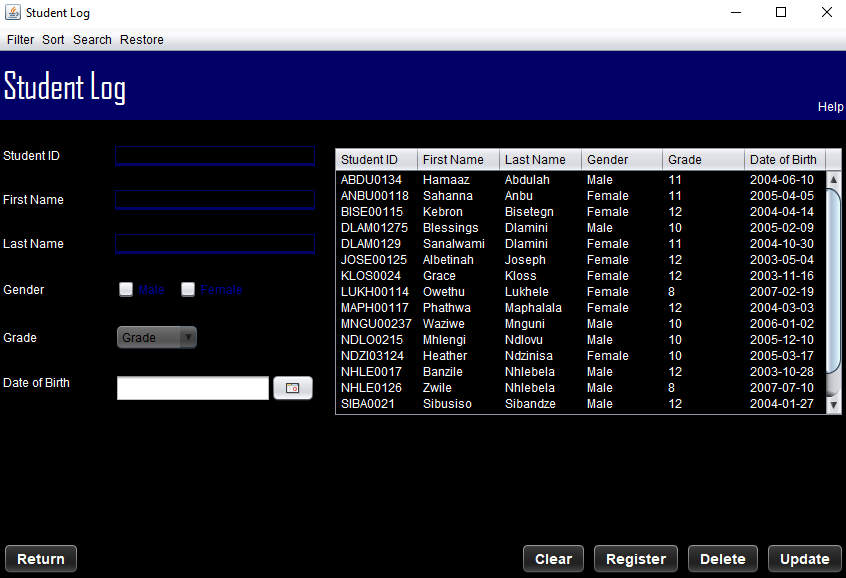 Student Log
Filter Sort Search Restore
Student Log
Help
Student ID
First Name
Last Name
Gender Male Female
Grade Grade
Date of Birth
Student ID First Name Last Name Gender Grade Date of Birth
ABDU0134 Hamaaz Abdulah Male 11 2004-06-10
ANBU00118 Sahanna Anbu Female 11 2005-04-05
BISE00115 Kebron Bisetegn Female 12 2004-04-14
DLAM01275 Blessings Dlamini Male 10 2005-02-09
DLAM0129 Sanalwami Dlamini Female 11 2004-10-30
JOSE00125 Albetinah Joseph Female 12 2003-05-04
KLOS0024 Grace Kloss Female 12 2003-11-16
LUKH00114 Owethu Lukhele Female 8 2007-02-19
MAPH00117 Phathwa Maphalala Female 12 2004-03-03
MNGU00237 Waziwe Mnguni Male 10 2006-01-02
NDLO0215 Mhlengi Ndlovu Male 10 2005-12-10
NDZI03124 Heather Ndzinisa Female 10 2005-03-17
NHLE0017 Banzile Nhlebela Male 12 2003-10-28
NHLE0126 Zwile Nhlebela Male 8 2007-07-10
SIBA0021 Sibusiso Sibandze Male 12 2004-01-27
Return Clear Register Delete Update